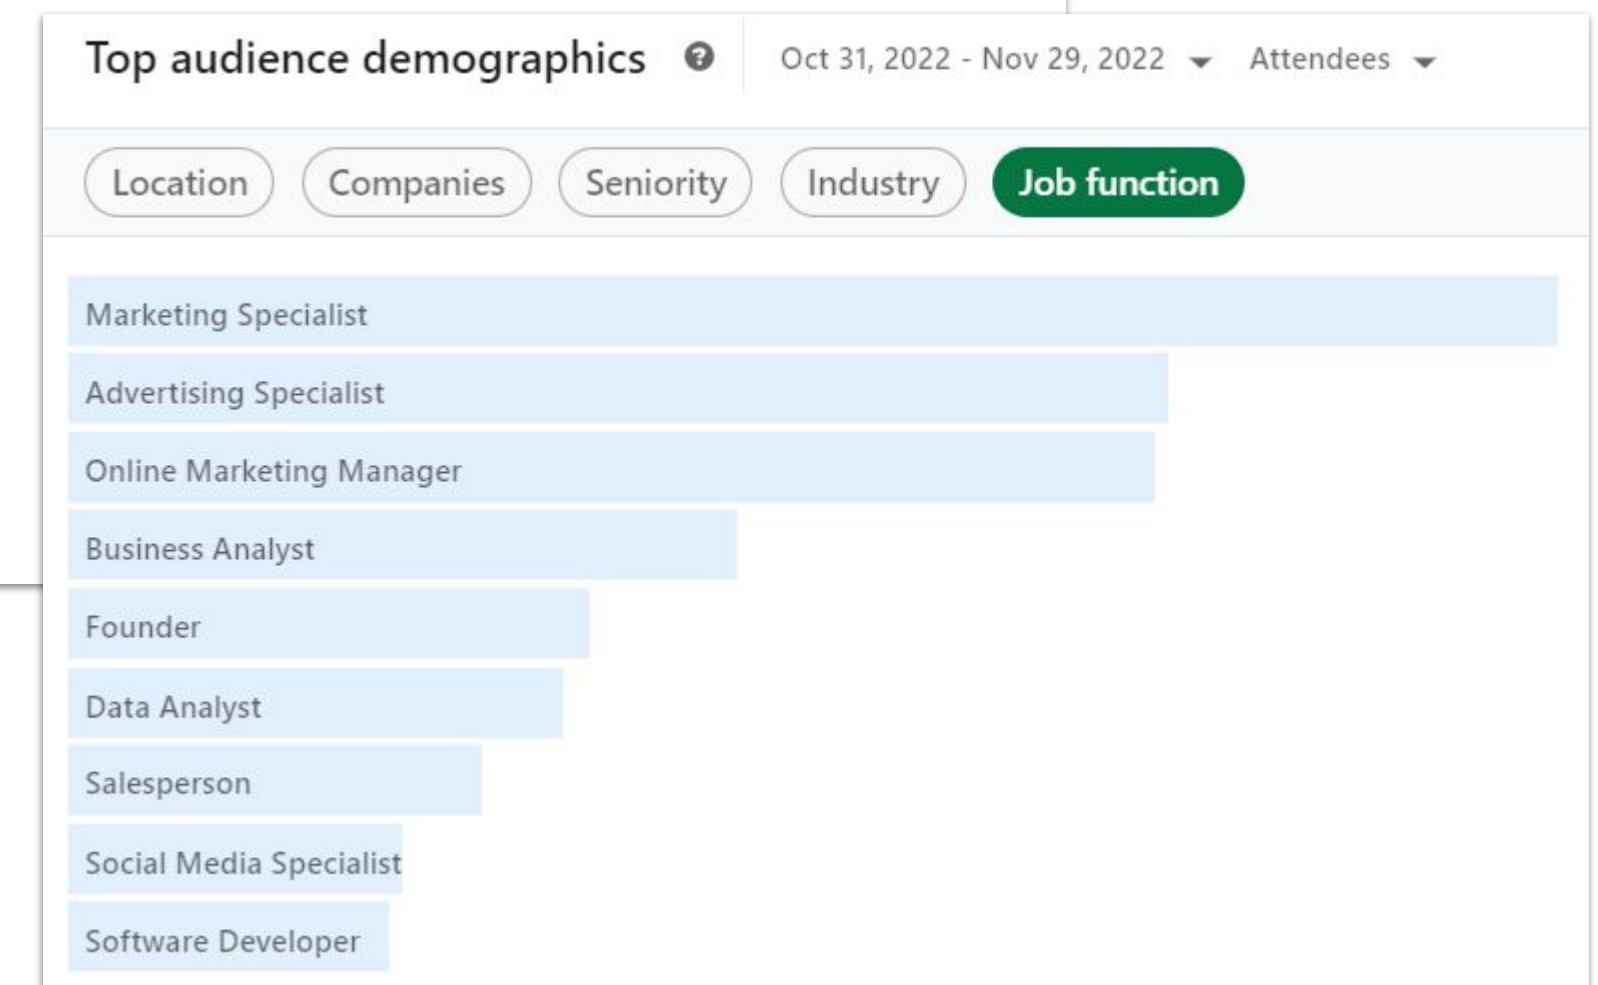 Top audience demographics ? Oct 31, 2022 - Nov 29, 2022 Attendees
Location Companies Seniority Industry Job function
Marketing Specialist
Advertising Specialist
Online Marketing Manager
Business Analyst
Founder
Data Analyst
Salesperson
Social Media Specialist
Software Developer